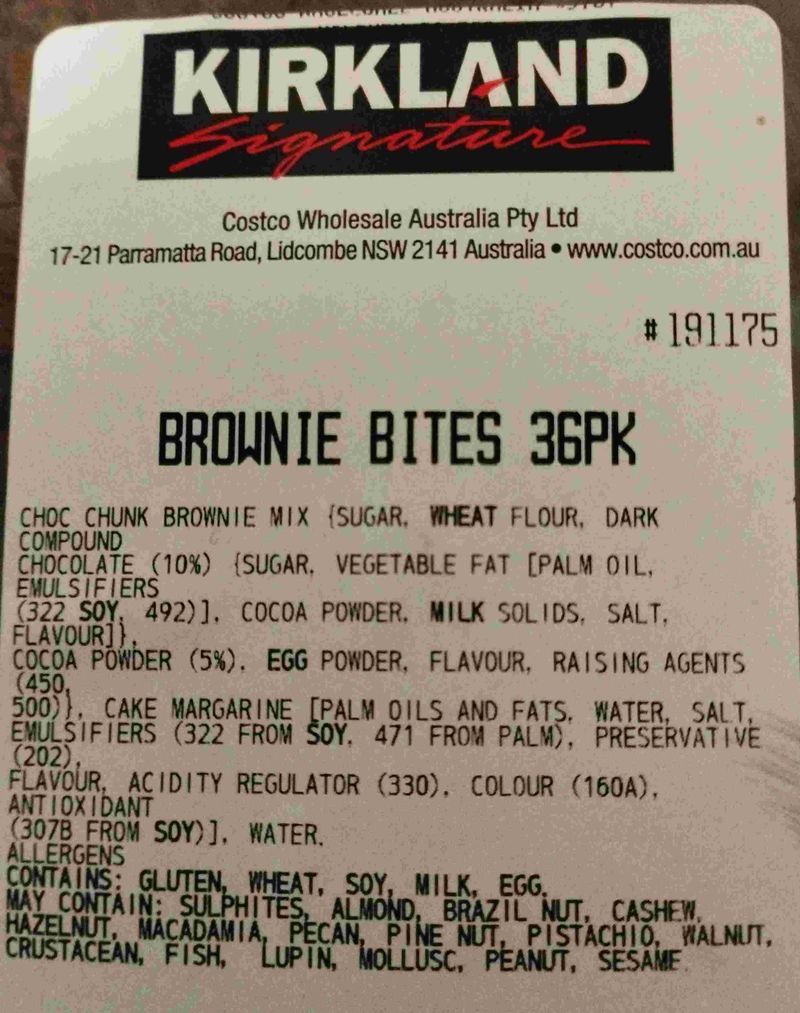 KIRKLAND
Signature
Costco Wholesale Australia Pty Ltd
17-21 Parramatta Road, Lidcombe NSW 2141 Australia • www.costco.com.au
# 191175
BROWNIE BITES 36PK
CHOC CHUNK BROWNIE MIX {SUGAR, WHEAT FLOUR, DARK
COMPOUND
CHOCOLATE (10%) {SUGAR, VEGETABLE FAT [PALM OIL,
EMULSIFIERS
(322 SOY, 492)], COCOA POWDER, MILK SOLIDS, SALT,
FLAVOUR]},
COCOA POWDER (5%), EGG POWDER, FLAVOUR, RAISING AGENTS
(450,
500)}, CAKE MARGARINE [PALM OILS AND FATS, WATER, SALT,
EMULSIFIERS (322 FROM SOY, 471 FROM PALM), PRESERVATIVE
(202),
FLAVOUR, ACIDITY REGULATOR (330), COLOUR (160A),
ANTIOXIDANT
(307B FROM SOY)], WATER.
ALLERGENS
CONTAINS: GLUTEN, WHEAT, SOY, MILK, EGG.
MAY CONTAIN: SULPHITES, ALMOND, BRAZIL NUT, CASHEW,
HAZELNUT, MACADAMIA, PECAN, PINE NUT, PISTACHIO, WALNUT,
CRUSTACEAN, FISH, LUPIN, MOLLUSC, PEANUT, SESAME.